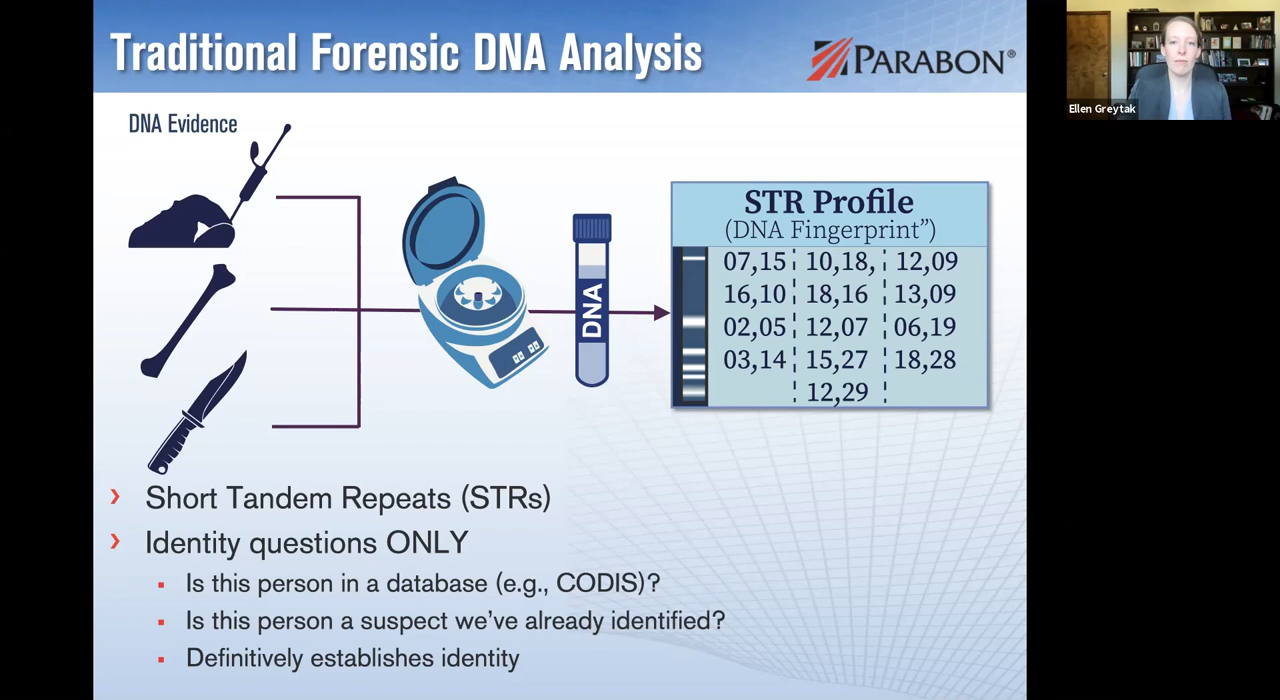 Traditional Forensic DNA Analysis
PARABON®
Ellen Greytak
DNA Evidence
DNA
STR Profile
(DNA Fingerprint”)
07,15 10,18, 12,09
16,10 18,16 13,09
02,05 12,07 06,19
03,14 15,27 18,28
12,29
› Short Tandem Repeats (STRs)
› Identity questions ONLY
▪ Is this person in a database (e.g., CODIS)?
▪ Is this person a suspect we’ve already identified?
▪ Definitively establishes identity